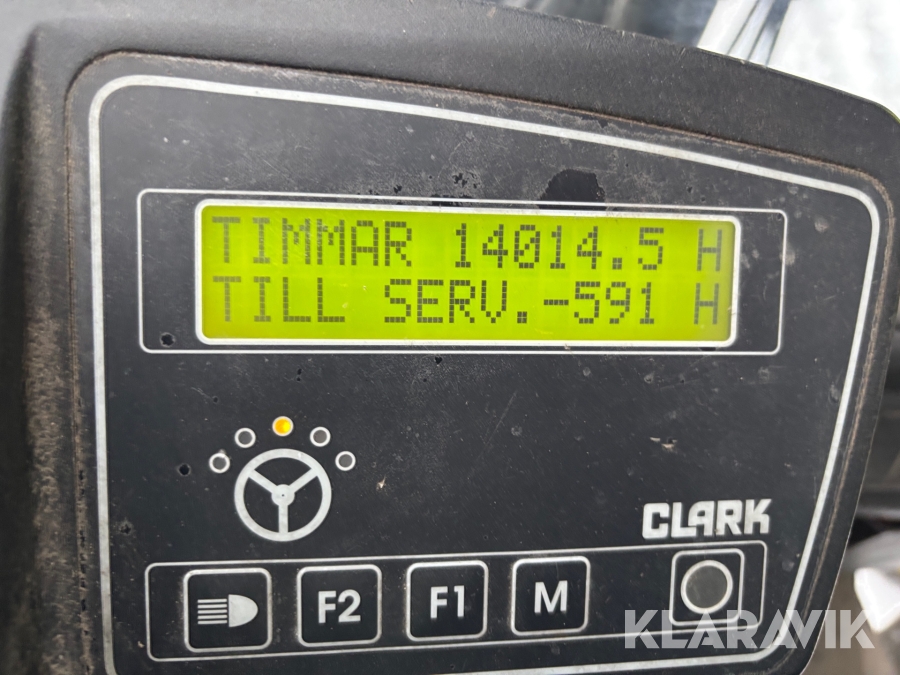 TIMMAR 14014.5 H
TILL SERV.-591 H
CLARK
F2 F1 M
KLARAVIK